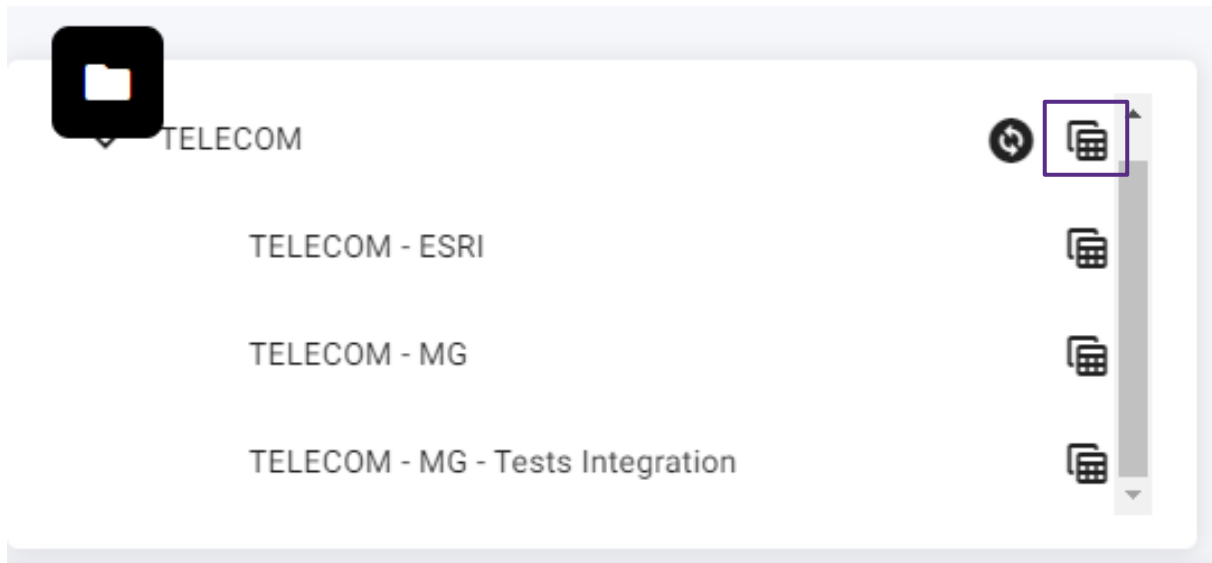 TELECOM
TELECOM - ESRI
TELECOM - MG
TELECOM - MG - Tests Integration